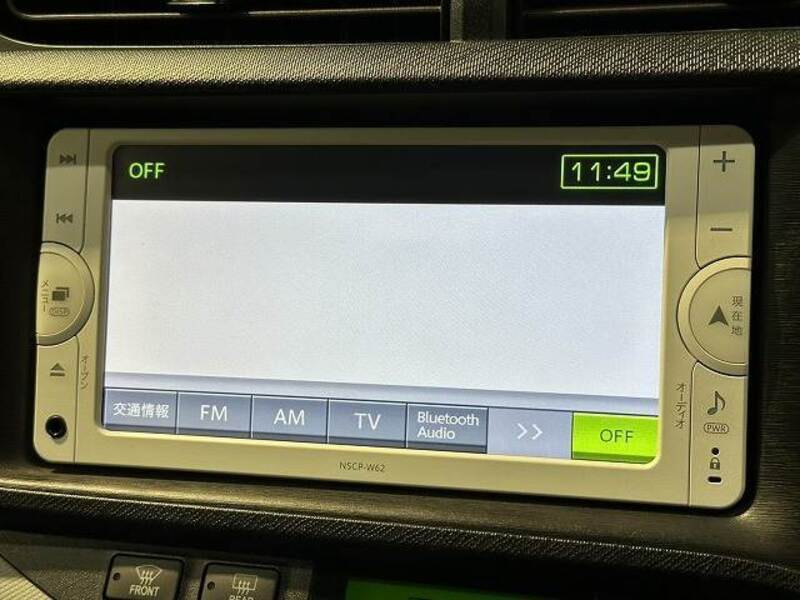 OFF
11:49
メニュー
DISP
オープン
現在地
オーディオ
PWR
交通情報
FM
AM
TV
Bluetooth
Audio
>>
OFF
NSCP-W62
FRONT
REAR